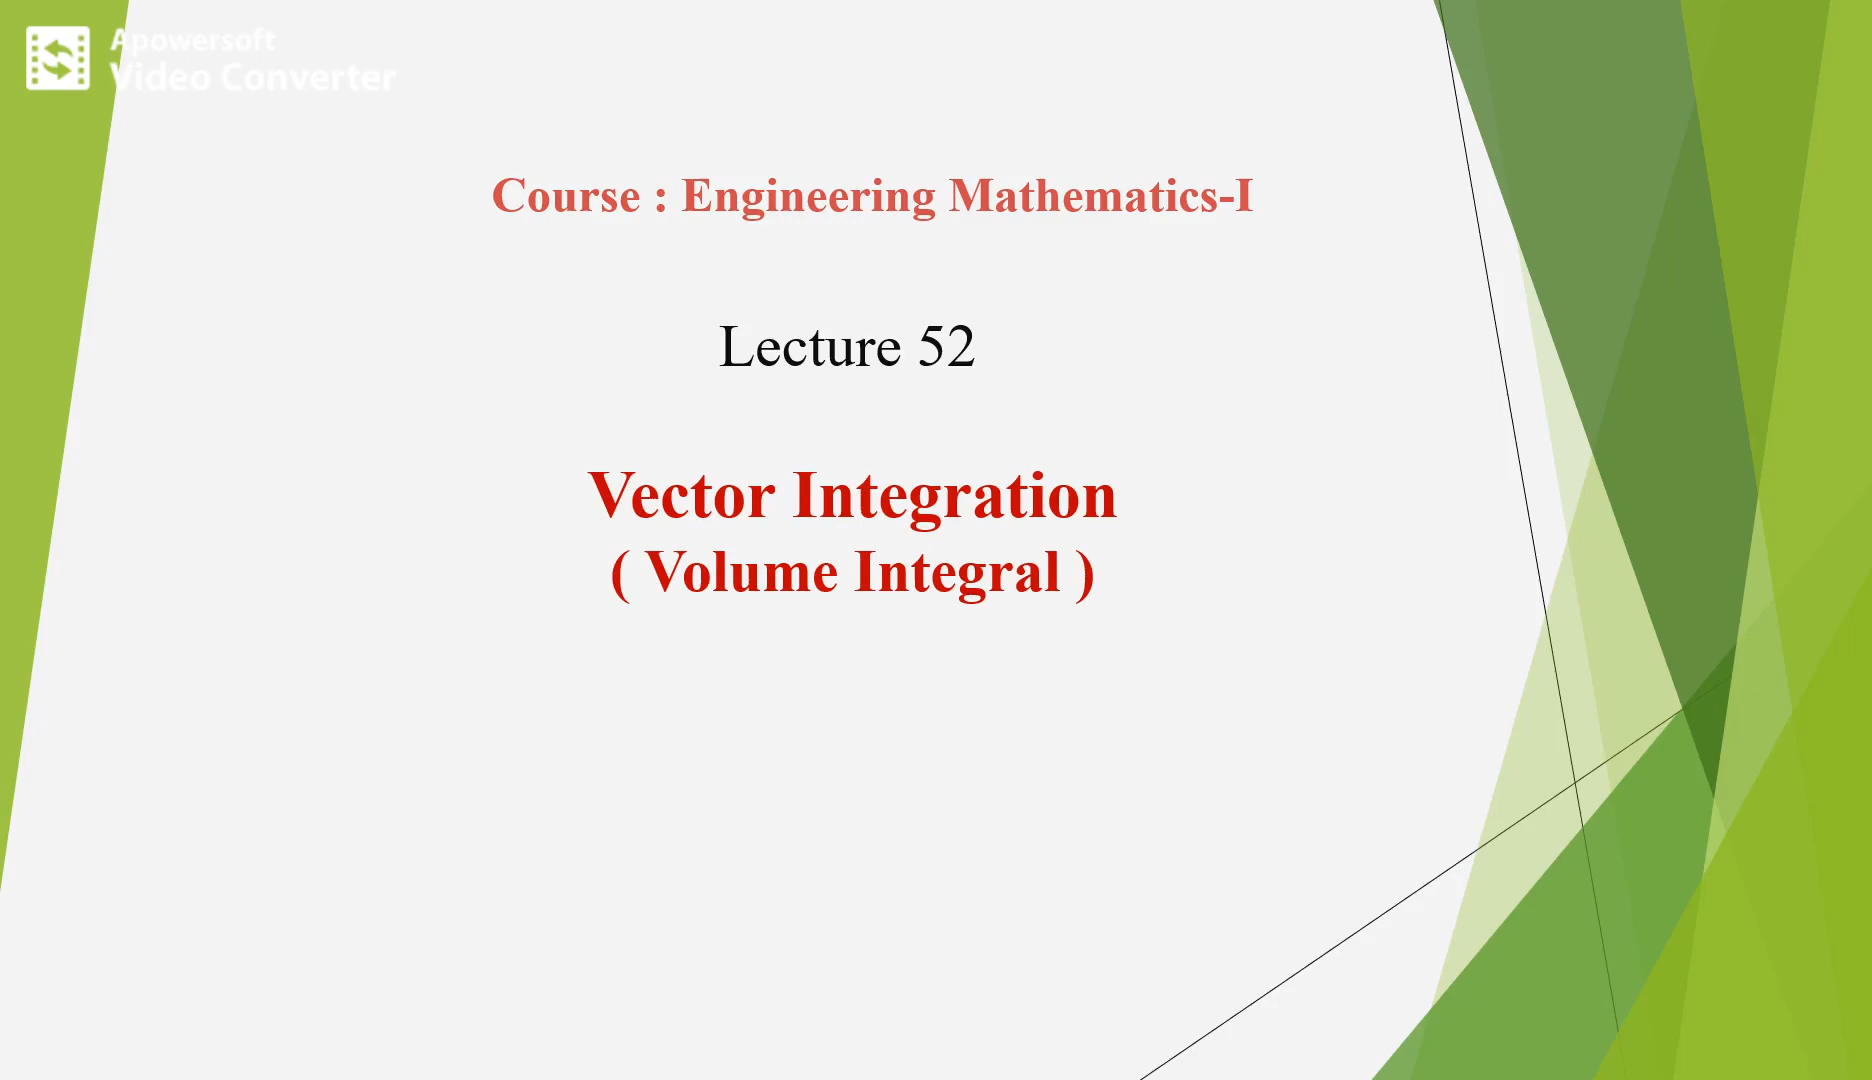 Apowersoft
Video Converter
Course : Engineering Mathematics-I
Lecture 52
Vector Integration
( Volume Integral )